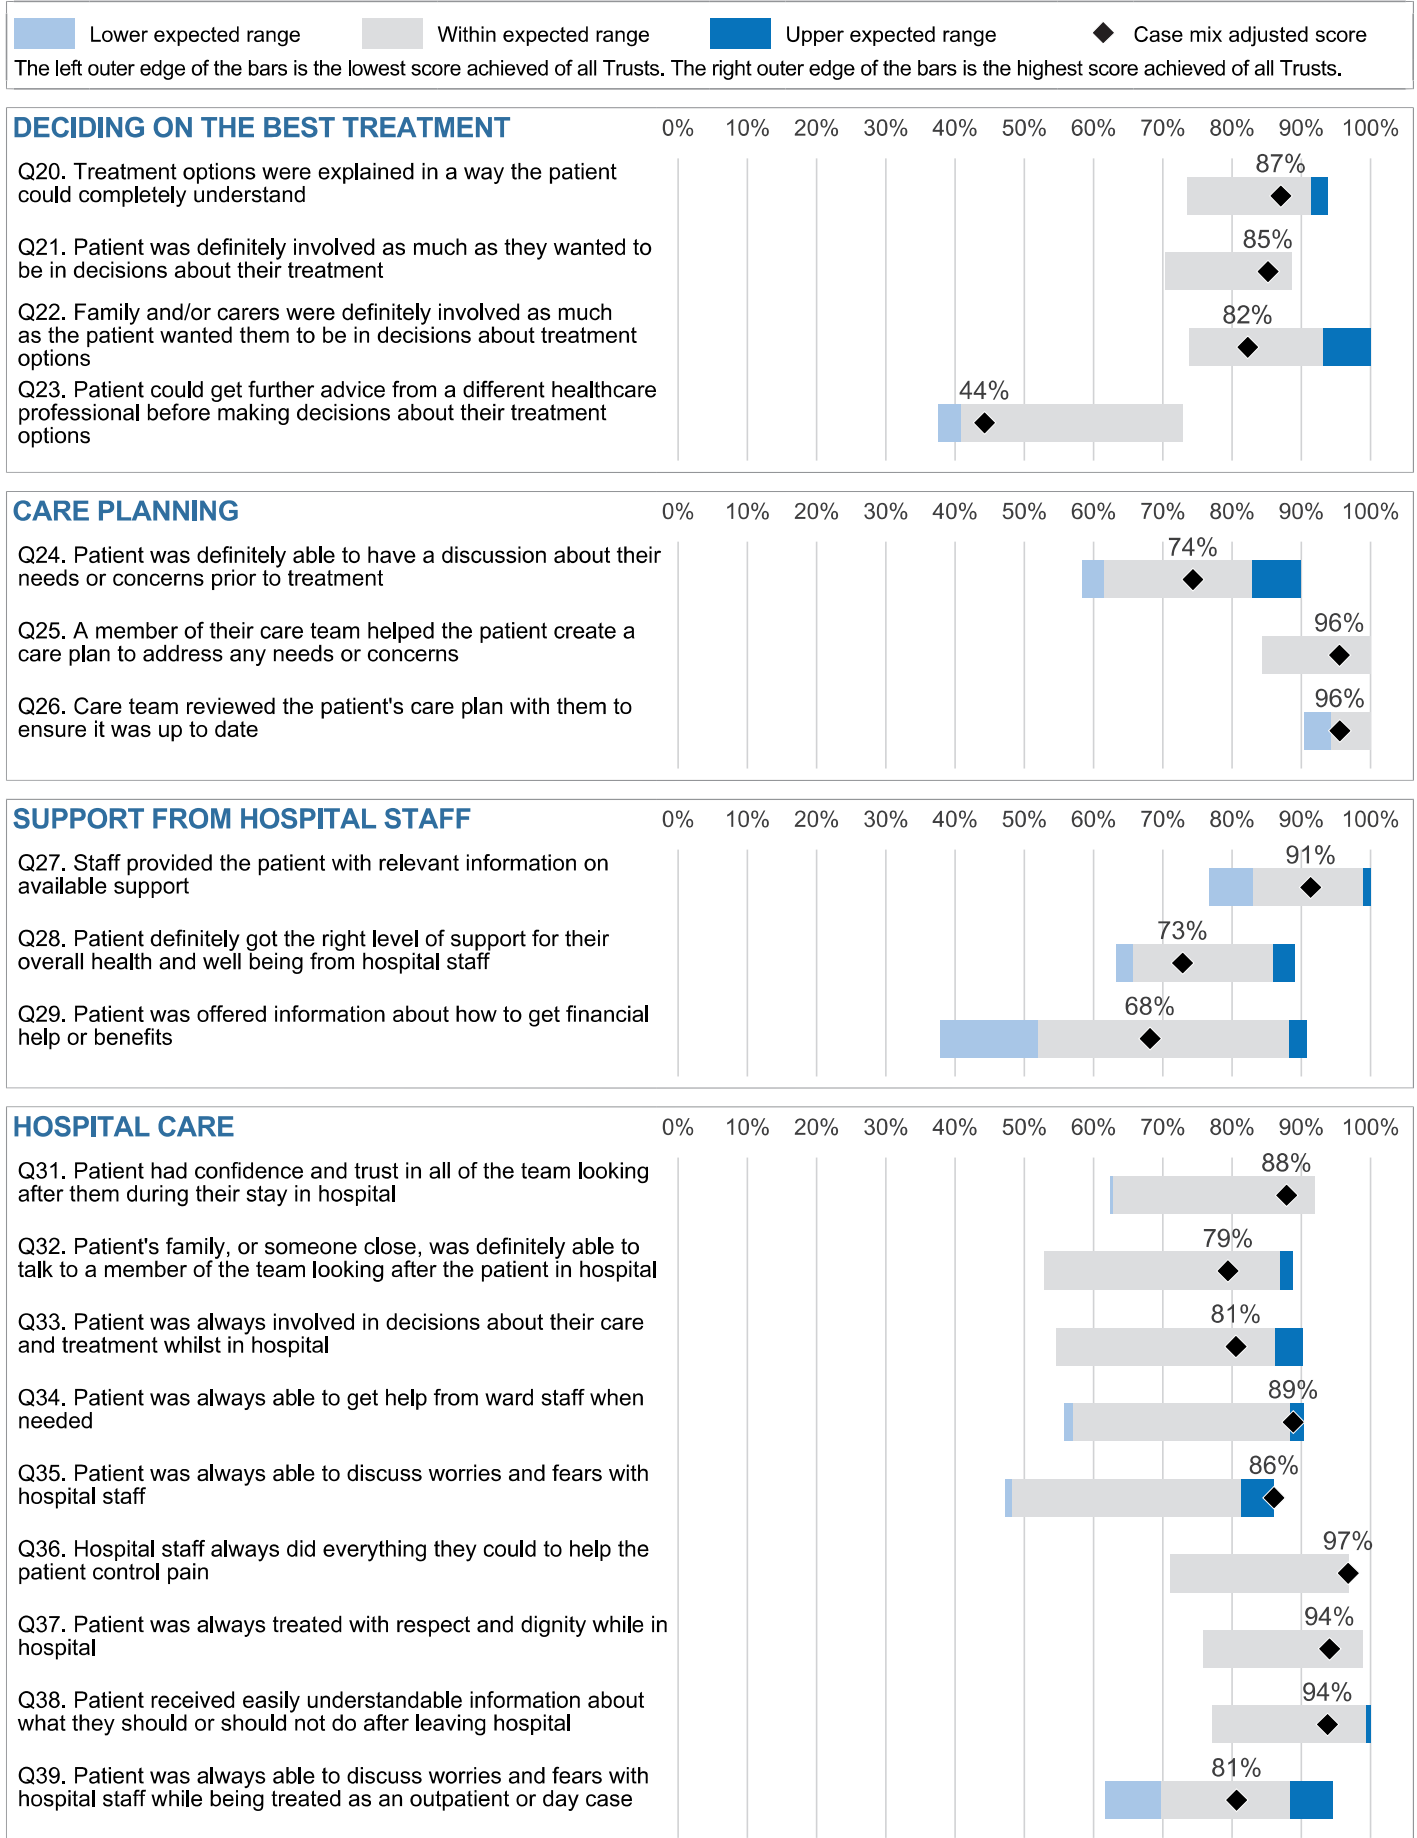 Lower expected range Within expected range Upper expected range Case mix adjusted score
The left outer edge of the bars is the lowest score achieved of all Trusts. The right outer edge of the bars is the highest score achieved of all Trusts.
DECIDING ON THE BEST TREATMENT 0% 10% 20% 30% 40% 50% 60% 70% 80% 90% 100%
Q20. Treatment options were explained in a way the patient
could completely understand
87%
Q21. Patient was definitely involved as much as they wanted to
be in decisions about their treatment
85%
Q22. Family and/or carers were definitely involved as much
as the patient wanted them to be in decisions about treatment
options
82%
Q23. Patient could get further advice from a different healthcare
professional before making decisions about their treatment
options
44%
CARE PLANNING 0% 10% 20% 30% 40% 50% 60% 70% 80% 90% 100%
Q24. Patient was definitely able to have a discussion about their
needs or concerns prior to treatment
74%
Q25. A member of their care team helped the patient create a
care plan to address any needs or concerns
96%
Q26. Care team reviewed the patient's care plan with them to
ensure it was up to date
96%
SUPPORT FROM HOSPITAL STAFF 0% 10% 20% 30% 40% 50% 60% 70% 80% 90% 100%
Q27. Staff provided the patient with relevant information on
available support
91%
Q28. Patient definitely got the right level of support for their
overall health and well being from hospital staff
73%
Q29. Patient was offered information about how to get financial
help or benefits
68%
HOSPITAL CARE 0% 10% 20% 30% 40% 50% 60% 70% 80% 90% 100%
Q31. Patient had confidence and trust in all of the team looking
after them during their stay in hospital
88%
Q32. Patient's family, or someone close, was definitely able to
talk to a member of the team looking after the patient in hospital
79%
Q33. Patient was always involved in decisions about their care
and treatment whilst in hospital
81%
Q34. Patient was always able to get help from ward staff when
needed
89%
Q35. Patient was always able to discuss worries and fears with
hospital staff
86%
Q36. Hospital staff always did everything they could to help the
patient control pain
97%
Q37. Patient was always treated with respect and dignity while in
hospital
94%
Q38. Patient received easily understandable information about
what they should or should not do after leaving hospital
94%
Q39. Patient was always able to discuss worries and fears with
hospital staff while being treated as an outpatient or day case
81%